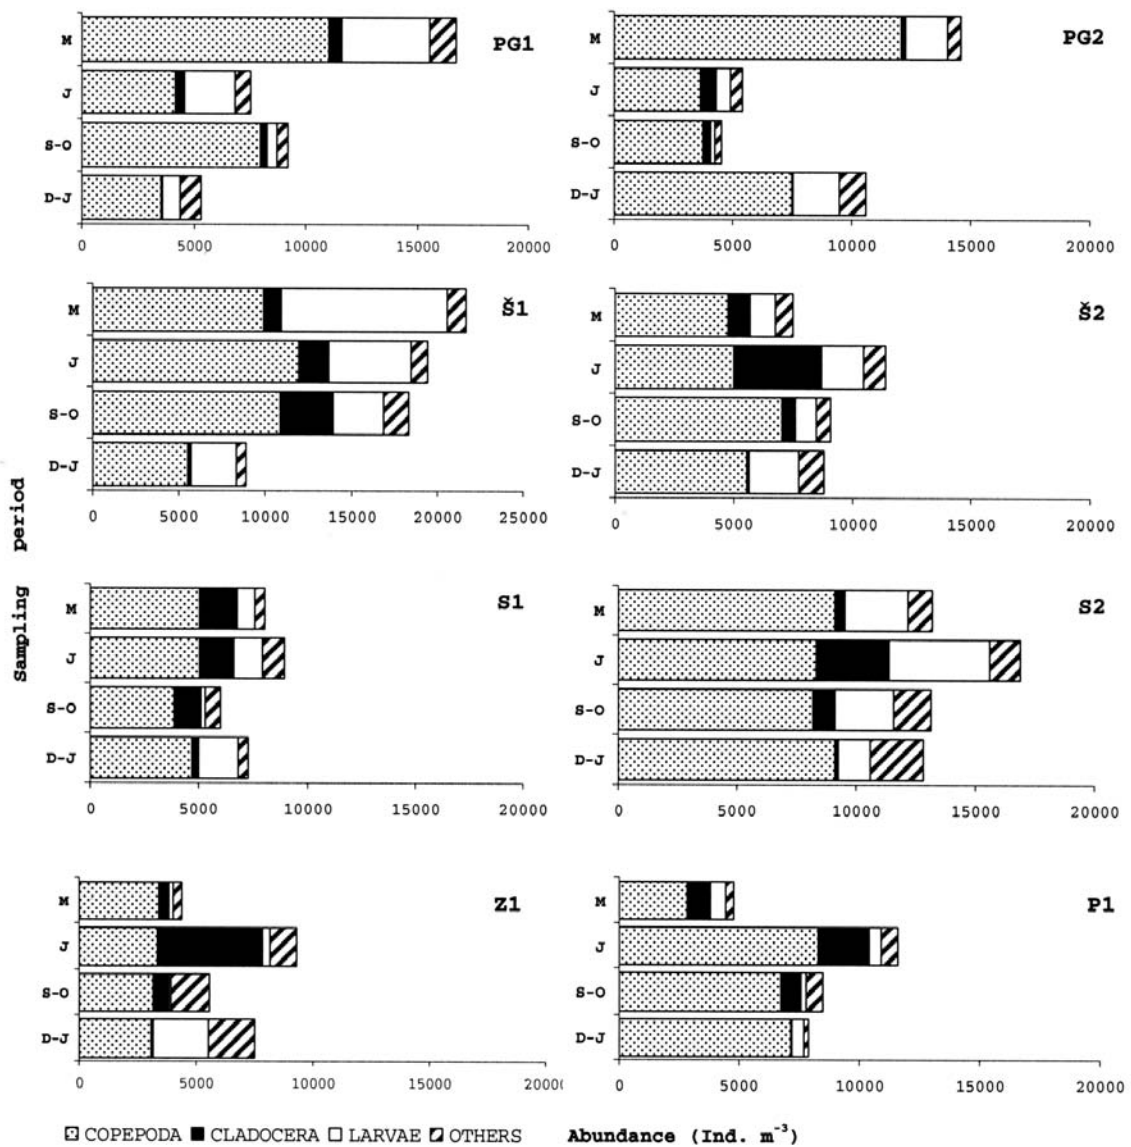 M
J
S-O
D-J
PG1
0 5000 10000 15000 20000
PG2
M
J
S-O
D-J
0 5000 10000 15000 20000
M
J
S-O
D-J
Š1
0 5000 10000 15000 20000 25000
M
J
S-O
D-J
Š2
0 5000 10000 15000 20000
Sampling period
M
J
S-O
D-J
S1
0 5000 10000 15000 20000
M
J
S-O
D-J
S2
0 5000 10000 15000 20000
M
J
S-O
D-J
Z1
0 5000 10000 15000 20000
M
J
S-O
D-J
P1
0 5000 10000 15000 20000
COPEPODA CLADOCERA LARVAE OTHERS Abundance (Ind. m⁻³)